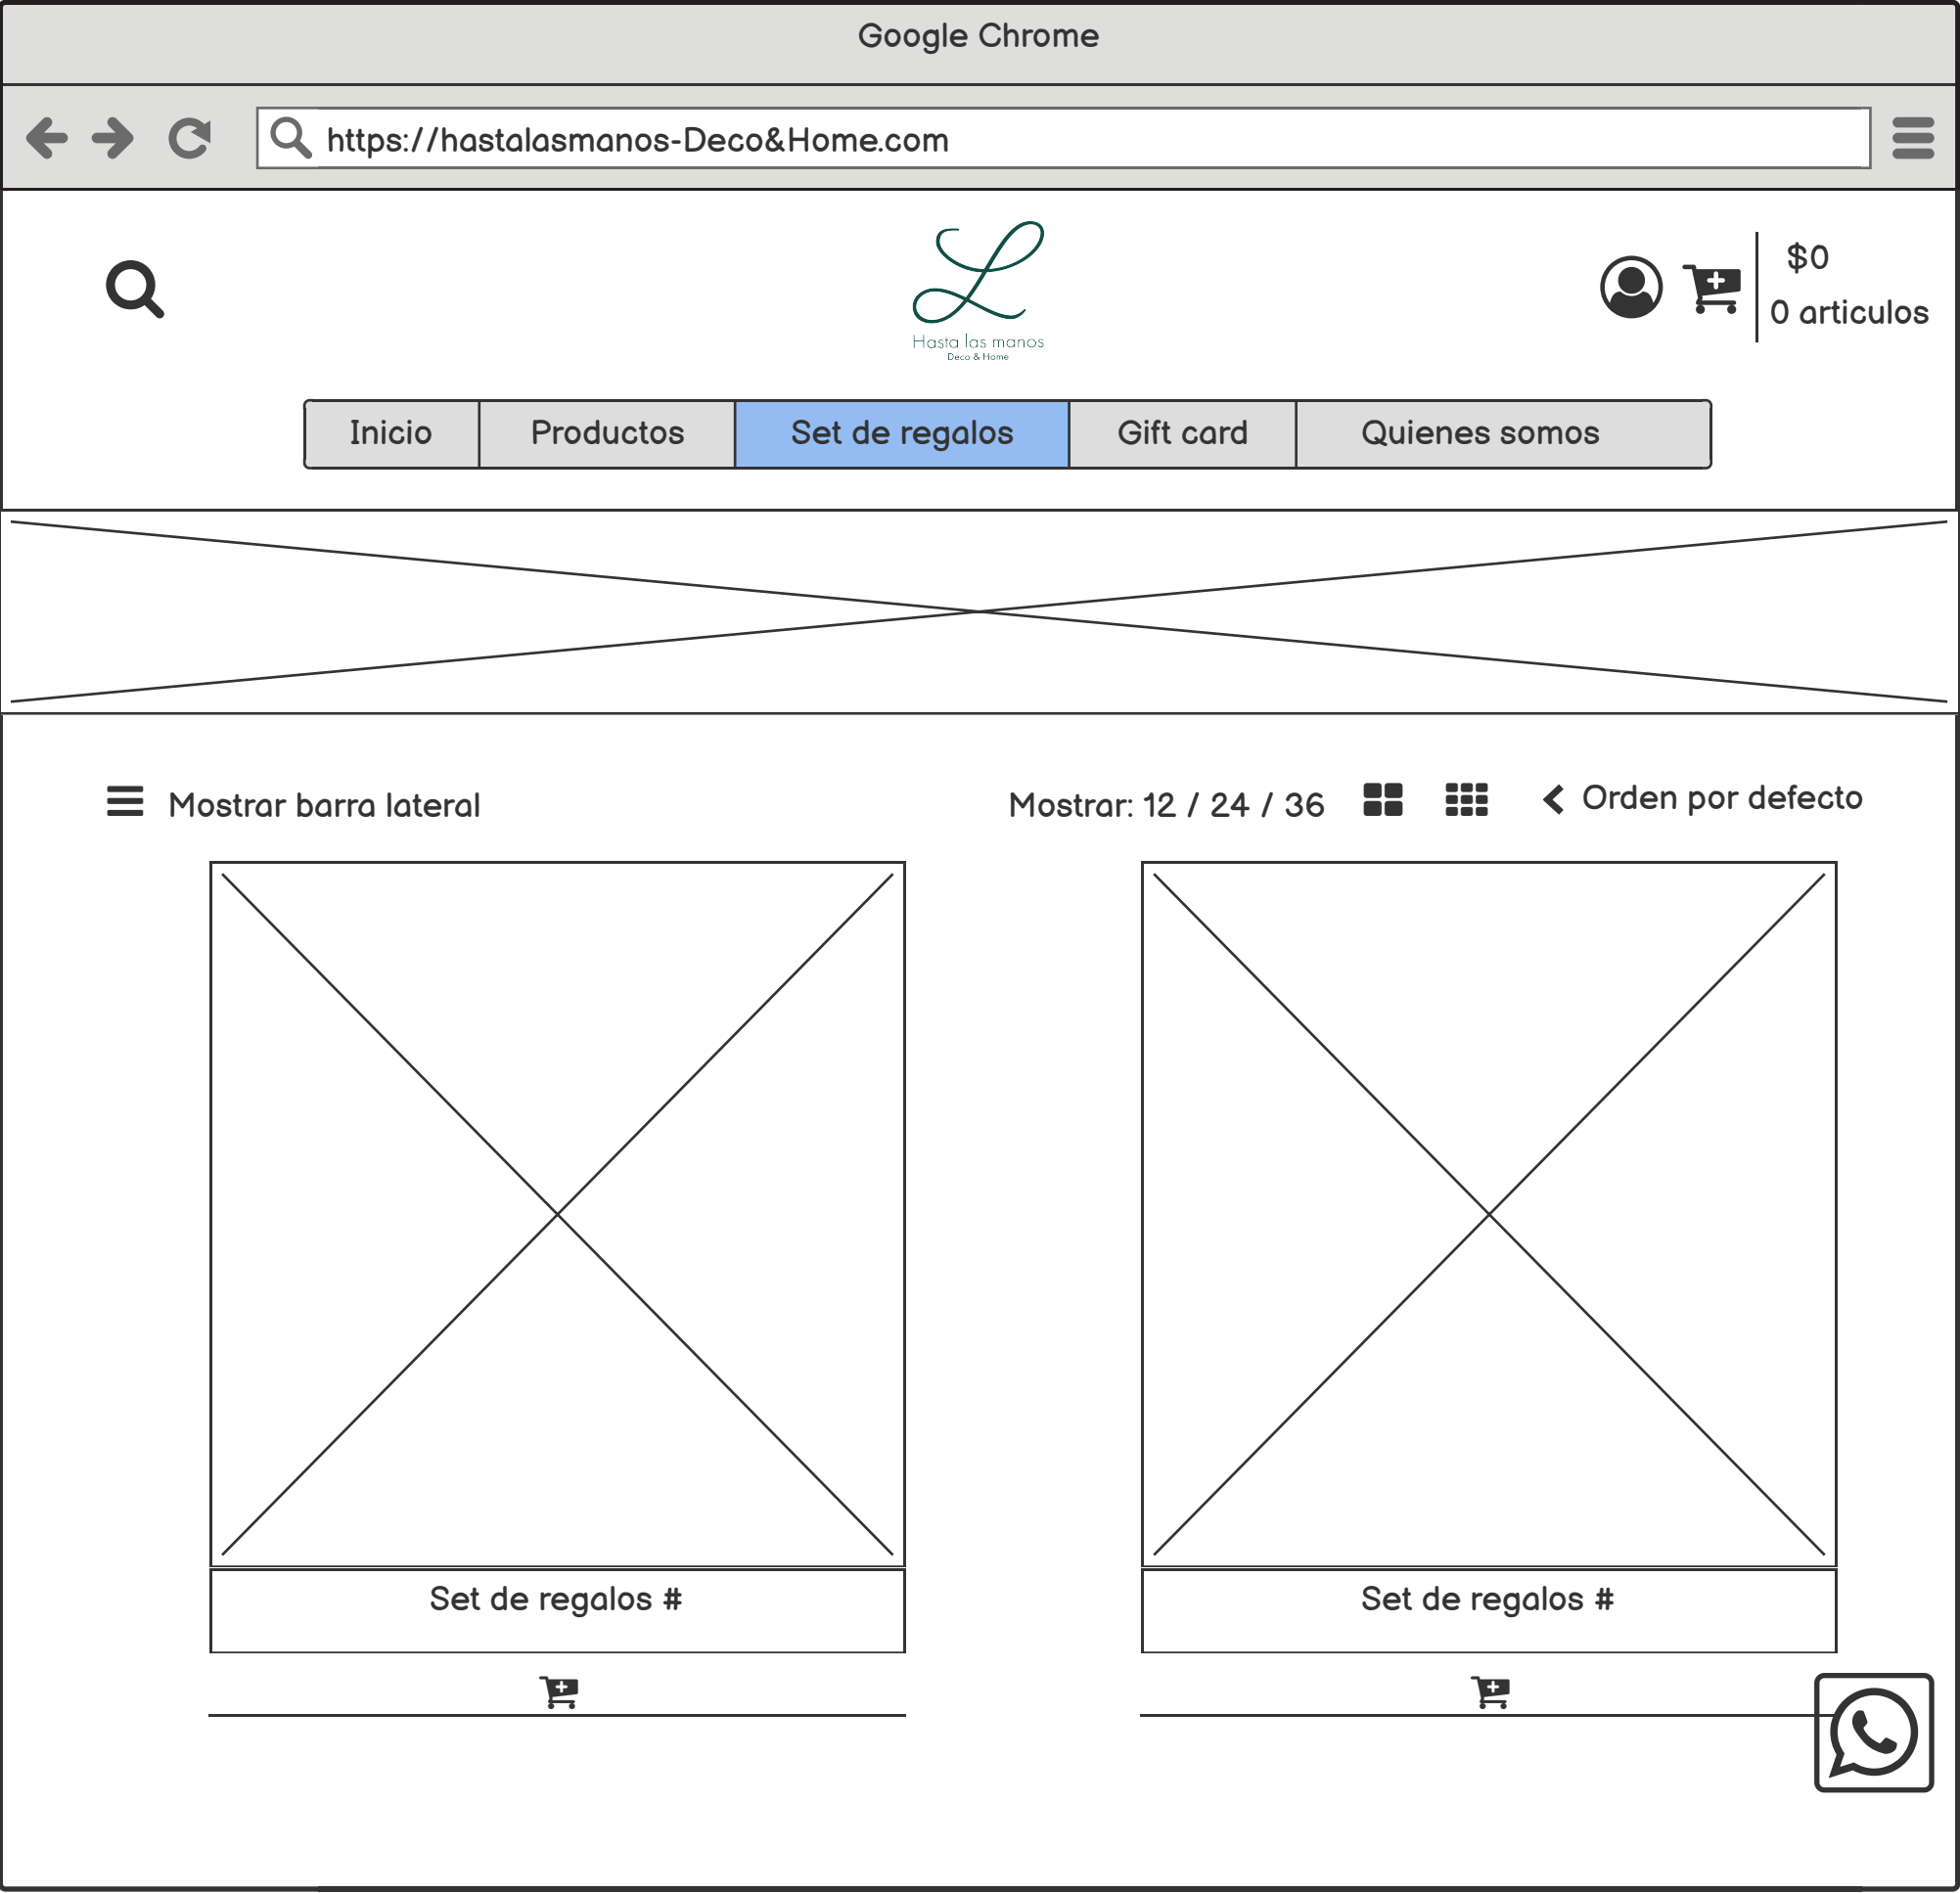 Google Chrome
https://hastalasmanos-Deco&Home.com
$0
0 articulos
Hasta las manos
Deco & Home
Inicio Productos Set de regalos Gift card Quienes somos
Mostrar barra lateral Mostrar: 12 / 24 / 36 Orden por defecto
Set de regalos # Set de regalos #